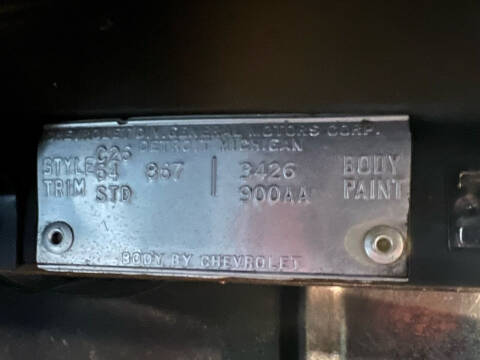 CHEVROLET DIV. GENERAL MOTORS CORP.
DETROIT MICHIGAN
C26
STYLE 54 867 3426 BODY
TRIM STD 900AA PAINT
BODY BY CHEVROLET